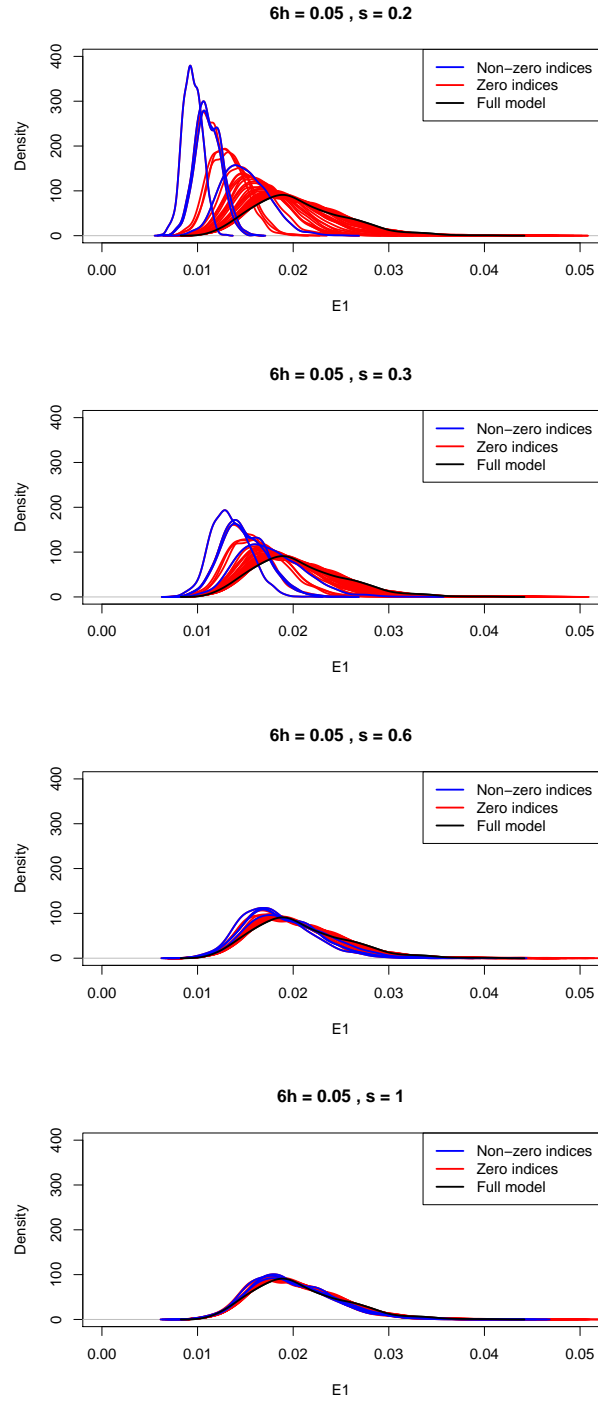 6h = 0.05 , s = 0.2
Density
400
300
200
100
0
Non−zero indices
Zero indices
Full model
0.00 0.01 0.02 0.03 0.04 0.05
E1
6h = 0.05 , s = 0.3
Density
400
300
200
100
0
Non−zero indices
Zero indices
Full model
0.00 0.01 0.02 0.03 0.04 0.05
E1
6h = 0.05 , s = 0.6
Density
400
300
200
100
0
Non−zero indices
Zero indices
Full model
0.00 0.01 0.02 0.03 0.04 0.05
E1
6h = 0.05 , s = 1
Density
400
300
200
100
0
Non−zero indices
Zero indices
Full model
0.00 0.01 0.02 0.03 0.04 0.05
E1